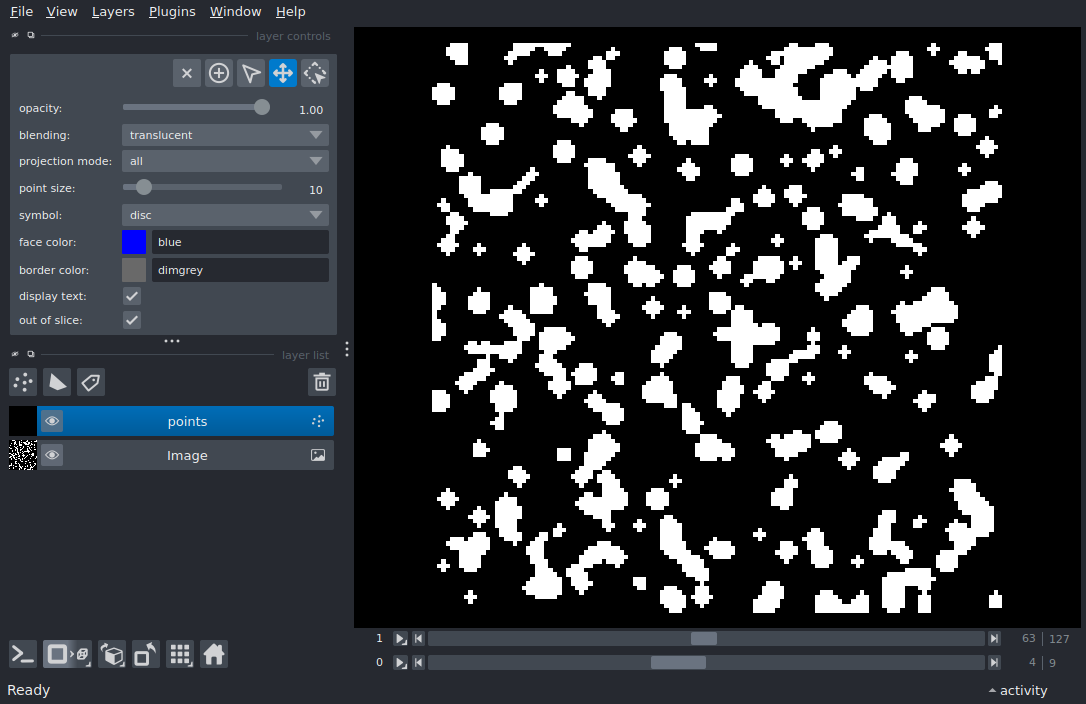 File View Layers Plugins Window Help
layer controls
opacity: 1.00
blending: translucent
projection mode: all
point size: 10
symbol: disc
face color: blue
border color: dimgrey
display text:
out of slice:
layer list
points
Image
1 63 127
0 4 9
Ready
activity